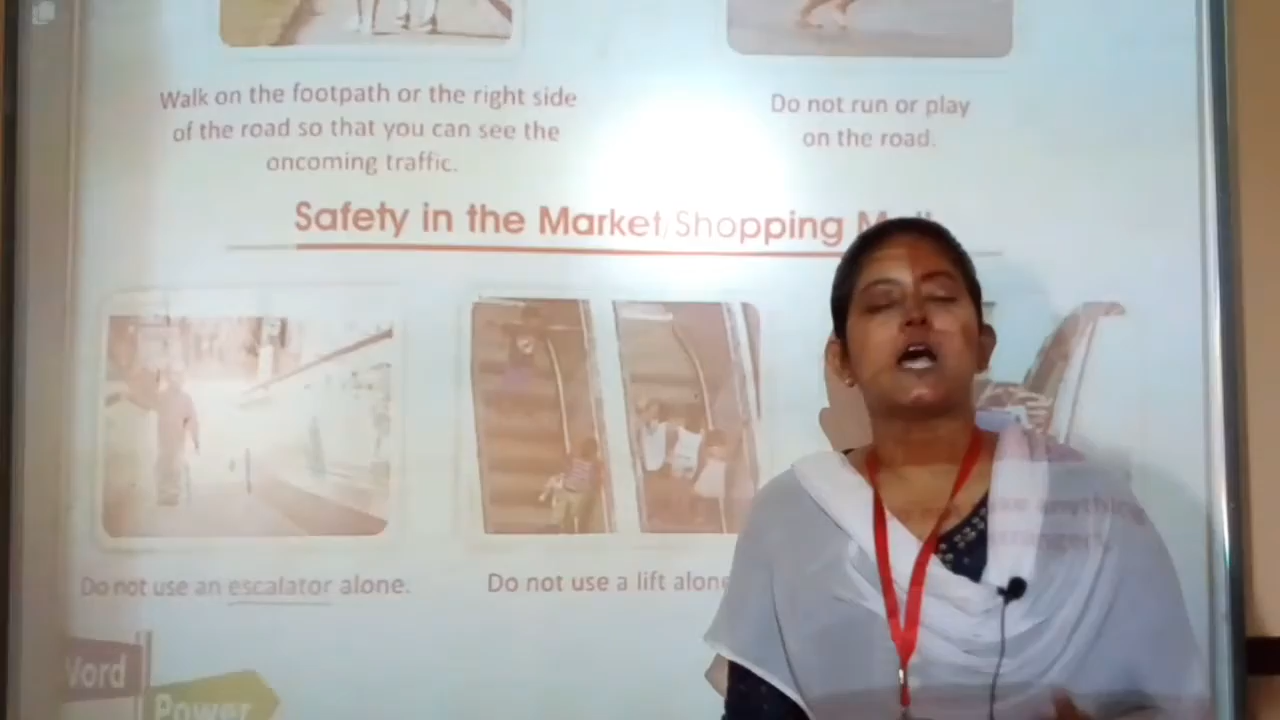 Walk on the footpath or the right side
of the road so that you can see the
oncoming traffic.
Do not run or play
on the road.
Safety in the Market/Shopping
Do not use an escalator alone.
Do not use a lift alone
anything
Word
Power